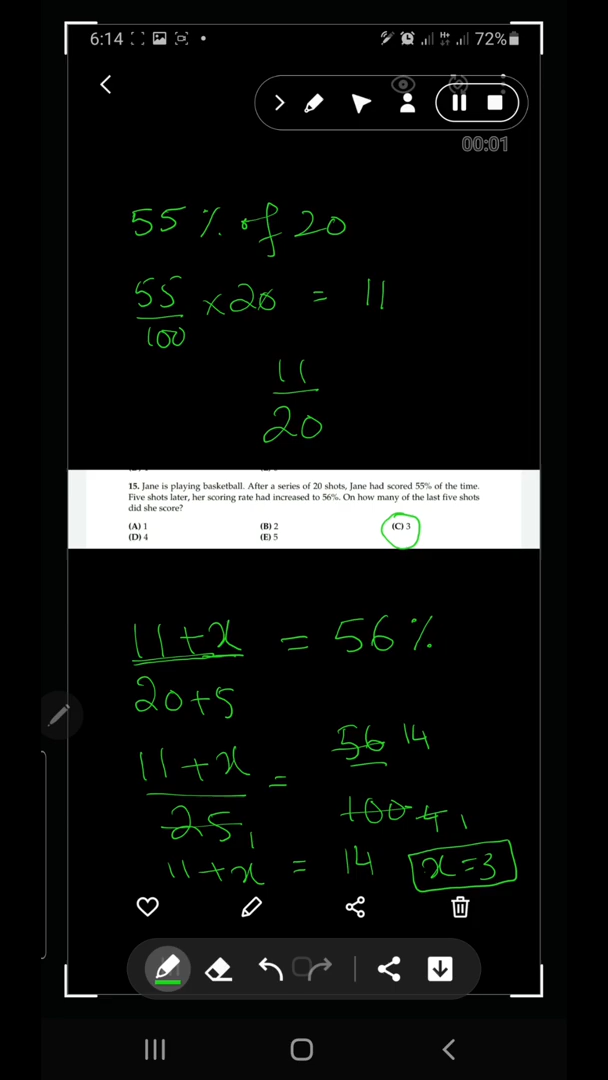 6:14
72%
00:01
55% of 20
55/100 × 20 = 11
11/20
15. Jane is playing basketball. After a series of 20 shots, Jane had scored 55% of the time.
Five shots later, her scoring rate had increased to 56%. On how many of the last five shots
did she score?
(A) 1 (B) 2 (C) 3
(D) 4 (E) 5
11+x = 56%
20+5
11+x = 56 14
25 1 100 4 1
11+x = 14 x=3